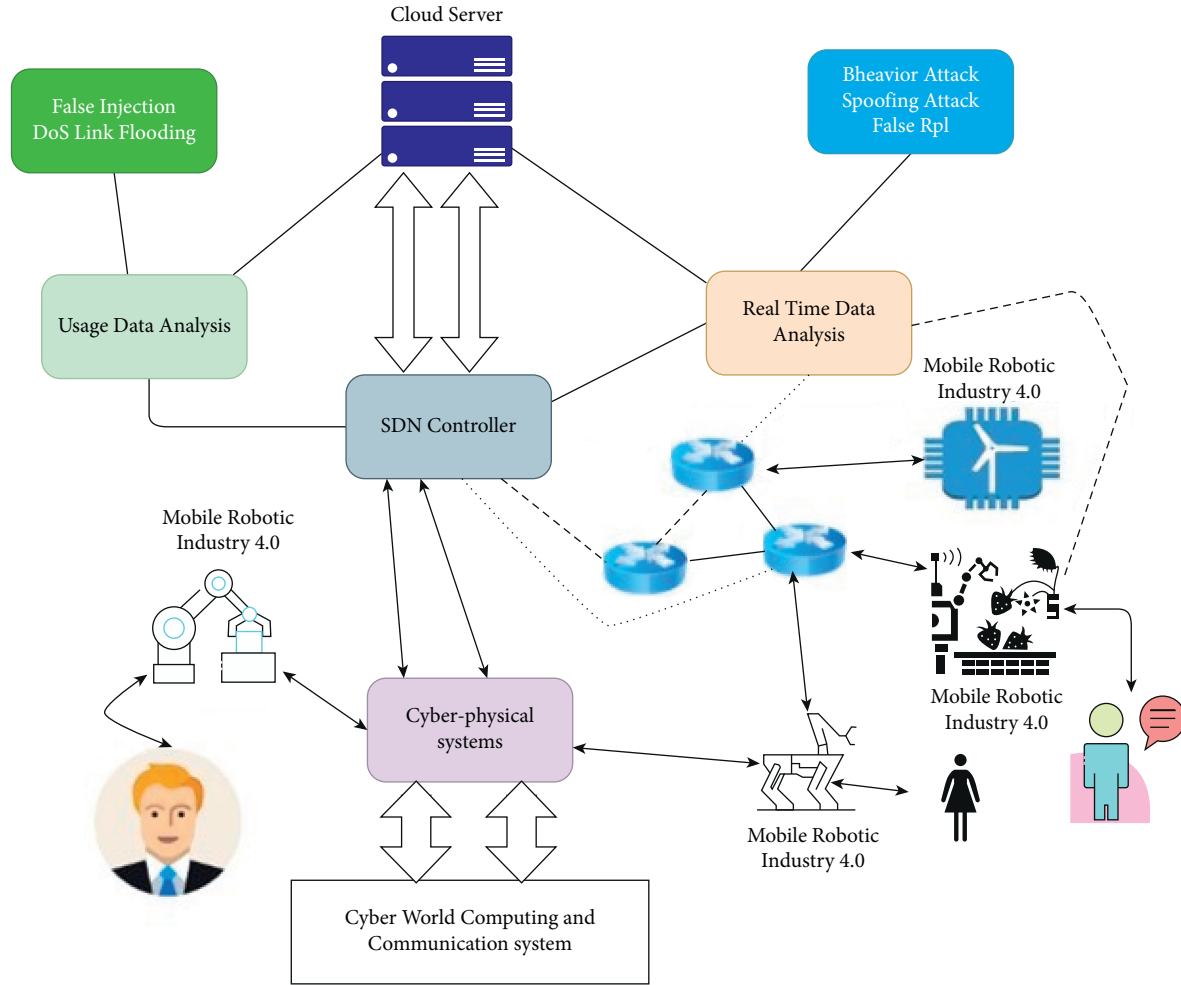 Cloud Server
False Injection
DoS Link Flooding
Bheavior Attack
Spoofing Attack
False Rpl
Usage Data Analysis
Real Time Data
Analysis
SDN Controller
Mobile Robotic
Industry 4.0
Mobile Robotic
Industry 4.0
Mobile Robotic
Industry 4.0
Cyber-physical
systems
Mobile Robotic
Industry 4.0
Cyber World Computing and
Communication system